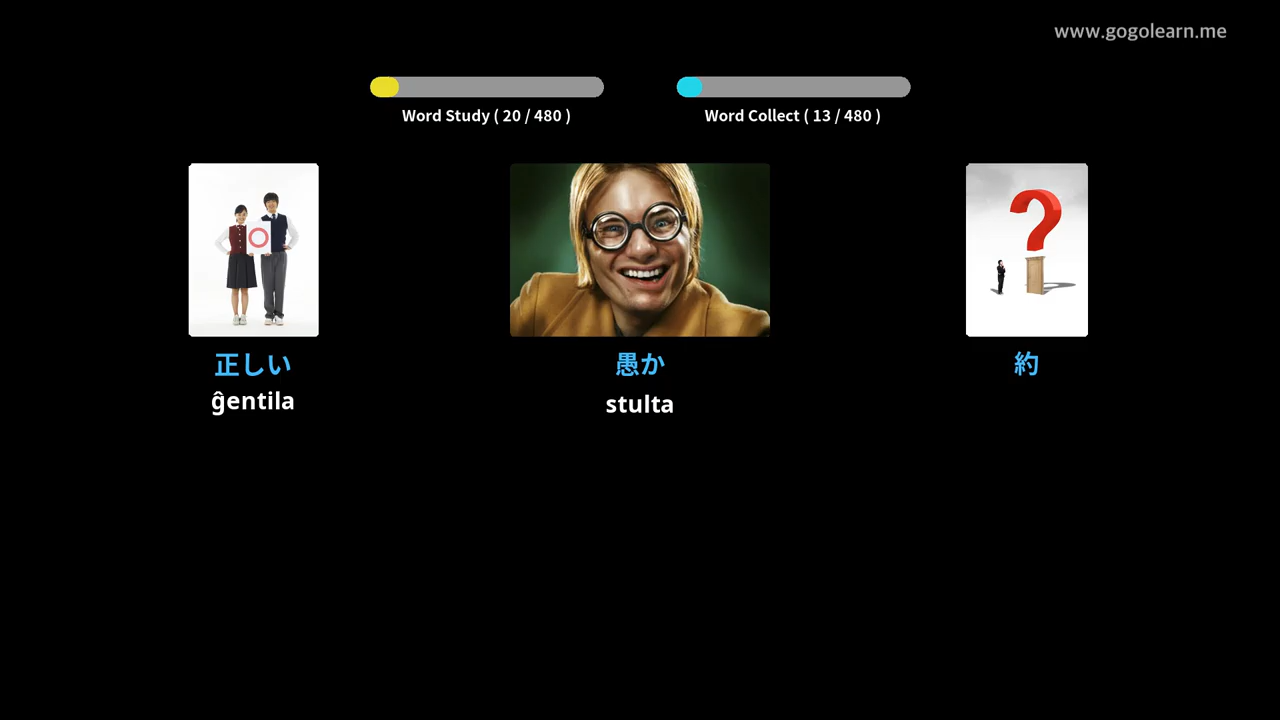 www.gogolearn.me
Word Study ( 20 / 480 )
Word Collect ( 13 / 480 )
正しい
愚か
約
ĝentila
stulta